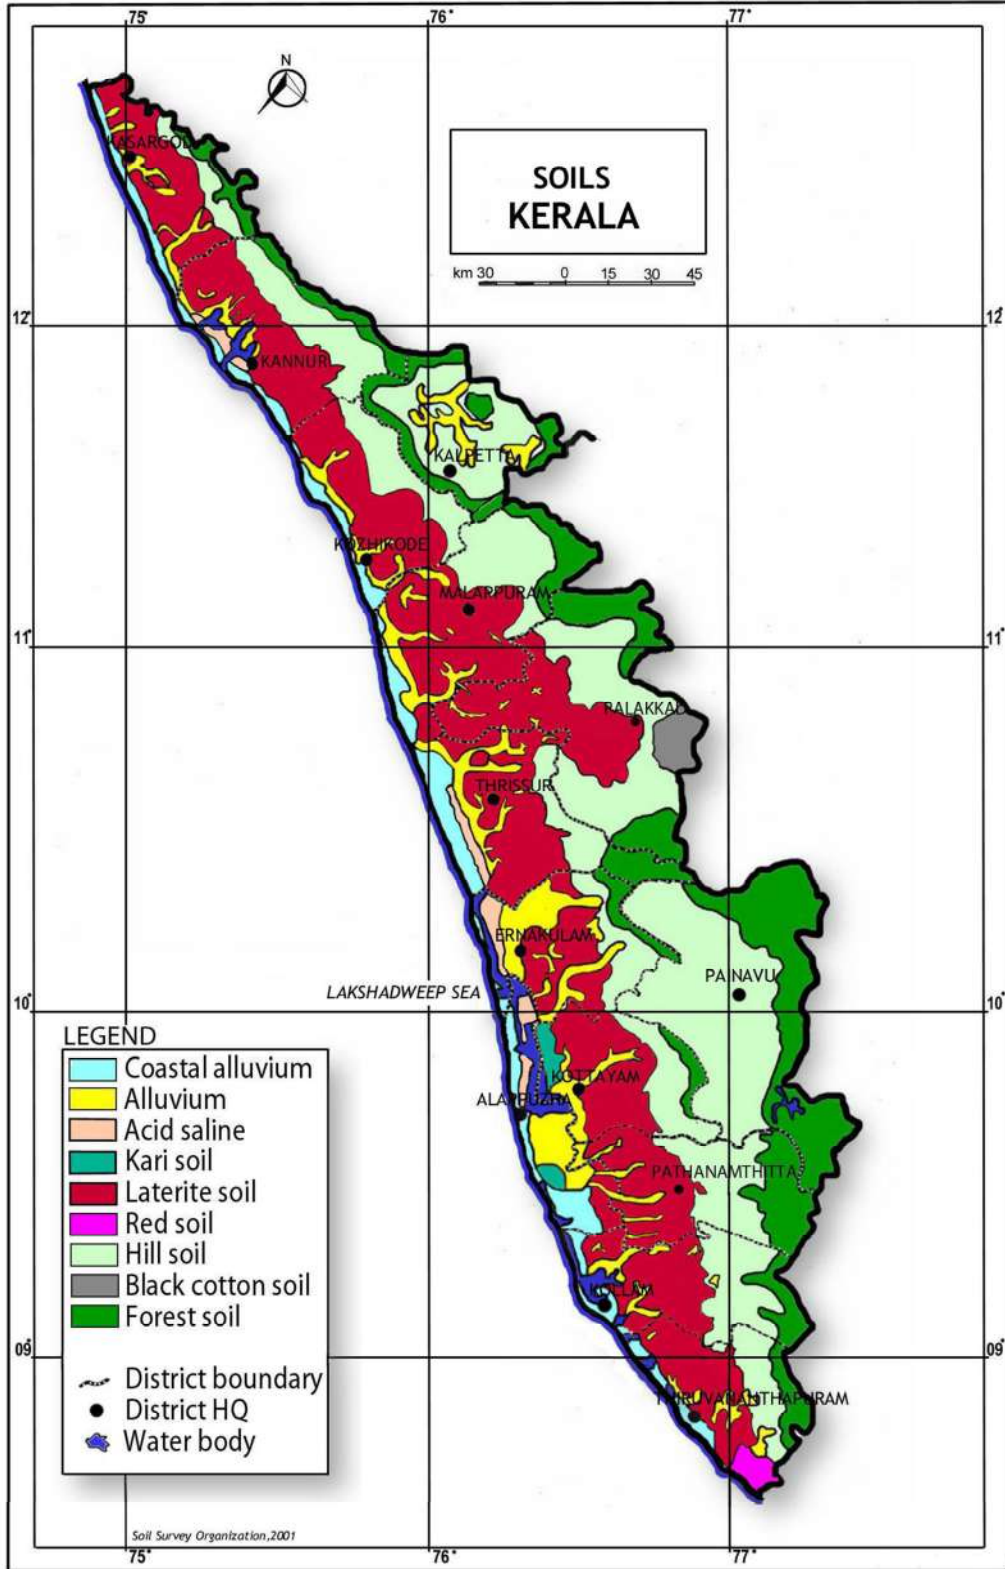 75°
76°
77°
N
SOILS
KERALA
km 30 0 15 30 45
KASARGOD
12°
12°
KANNUR
KALPETTA
KOZHIKODE
MALAPPURAM
11°
11°
PALAKKAD
THRISSUR
ERNAKULAM
PAINAVU
LAKSHADWEEP SEA
10°
10°
KOTTAYAM
ALAPPUZHA
PATHANAMTHITTA
KOLLAM
09°
09°
THIRUVANANTHAPURAM
LEGEND
Coastal alluvium
Alluvium
Acid saline
Kari soil
Laterite soil
Red soil
Hill soil
Black cotton soil
Forest soil
District boundary
District HQ
Water body
Soil Survey Organization,2001
75°
76°
77°